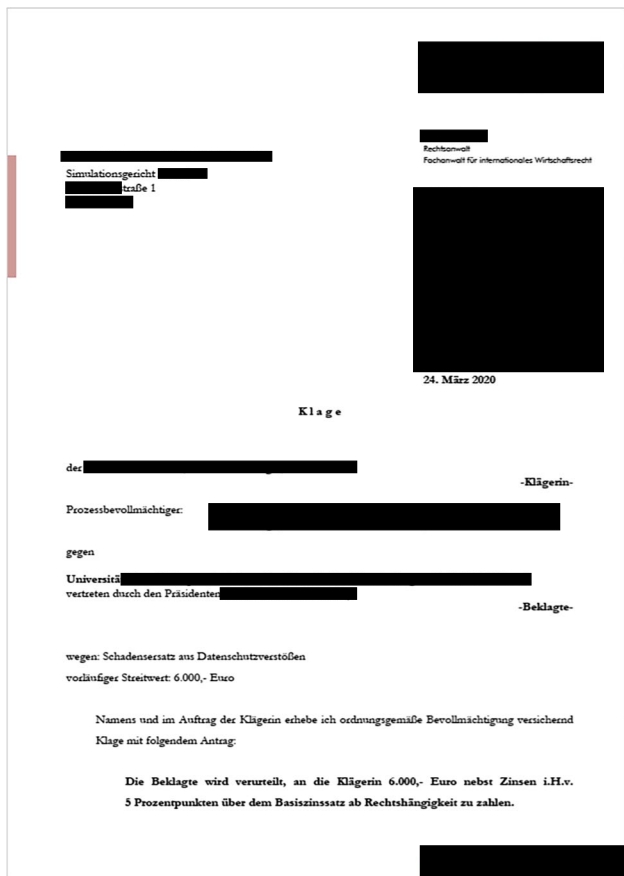 Rechtsanwalt
Fachanwalt für internationales Wirtschaftsrecht
Simulationsgericht
straße 1
24. März 2020
K l a g e
der
-Klägerin-
Prozessbevollmächtiger:
gegen
Universitä
vertreten durch den Präsidenten
-Beklagte-
wegen: Schadensersatz aus Datenschutzverstößen
vorläufiger Streitwert: 6.000,- Euro
Namens und im Auftrag der Klägerin erhebe ich ordnungsgemäße Bevollmächtigung versichernd
Klage mit folgendem Antrag:
Die Beklagte wird verurteilt, an die Klägerin 6.000,- Euro nebst Zinsen i.H.v.
5 Prozentpunkten über dem Basiszinssatz ab Rechtshängigkeit zu zahlen.